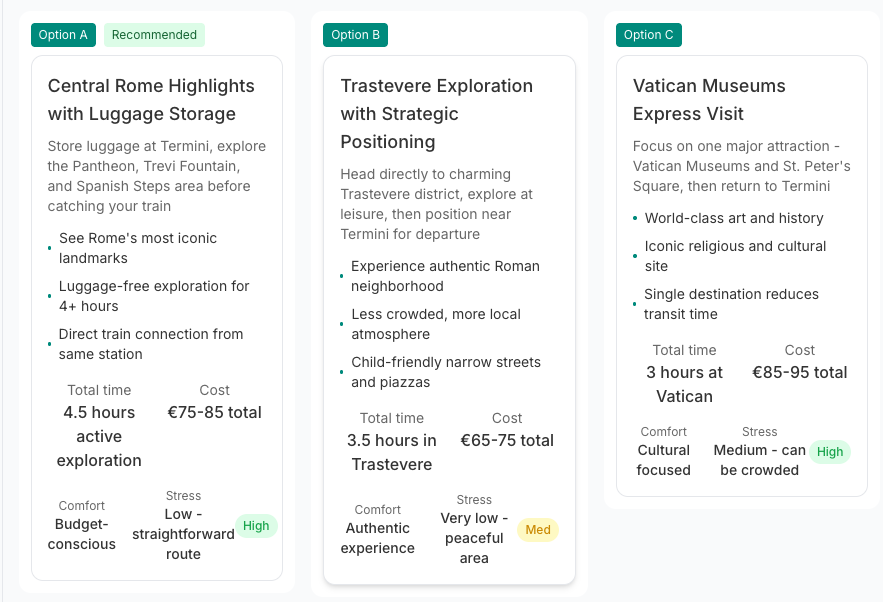 Option A
Recommended
Central Rome Highlights
with Luggage Storage
Store luggage at Termini, explore
the Pantheon, Trevi Fountain,
and Spanish Steps area before
catching your train
• See Rome's most iconic
landmarks
• Luggage-free exploration for
4+ hours
• Direct train connection from
same station
Total time
4.5 hours
active
exploration
Cost
€75-85 total
Comfort
Budget-
conscious
Stress
Low -
straightforward
route
High
Option B
Trastevere Exploration
with Strategic
Positioning
Head directly to charming
Trastevere district, explore at
leisure, then position near
Termini for departure
• Experience authentic Roman
neighborhood
• Less crowded, more local
atmosphere
• Child-friendly narrow streets
and piazzas
Total time
3.5 hours in
Trastevere
Cost
€65-75 total
Comfort
Authentic
experience
Stress
Very low -
peaceful
area
Med
Option C
Vatican Museums
Express Visit
Focus on one major attraction -
Vatican Museums and St. Peter's
Square, then return to Termini
• World-class art and history
• Iconic religious and cultural
site
• Single destination reduces
transit time
Total time
3 hours at
Vatican
Cost
€85-95 total
Comfort
Cultural
focused
Stress
Medium - can
be crowded
High